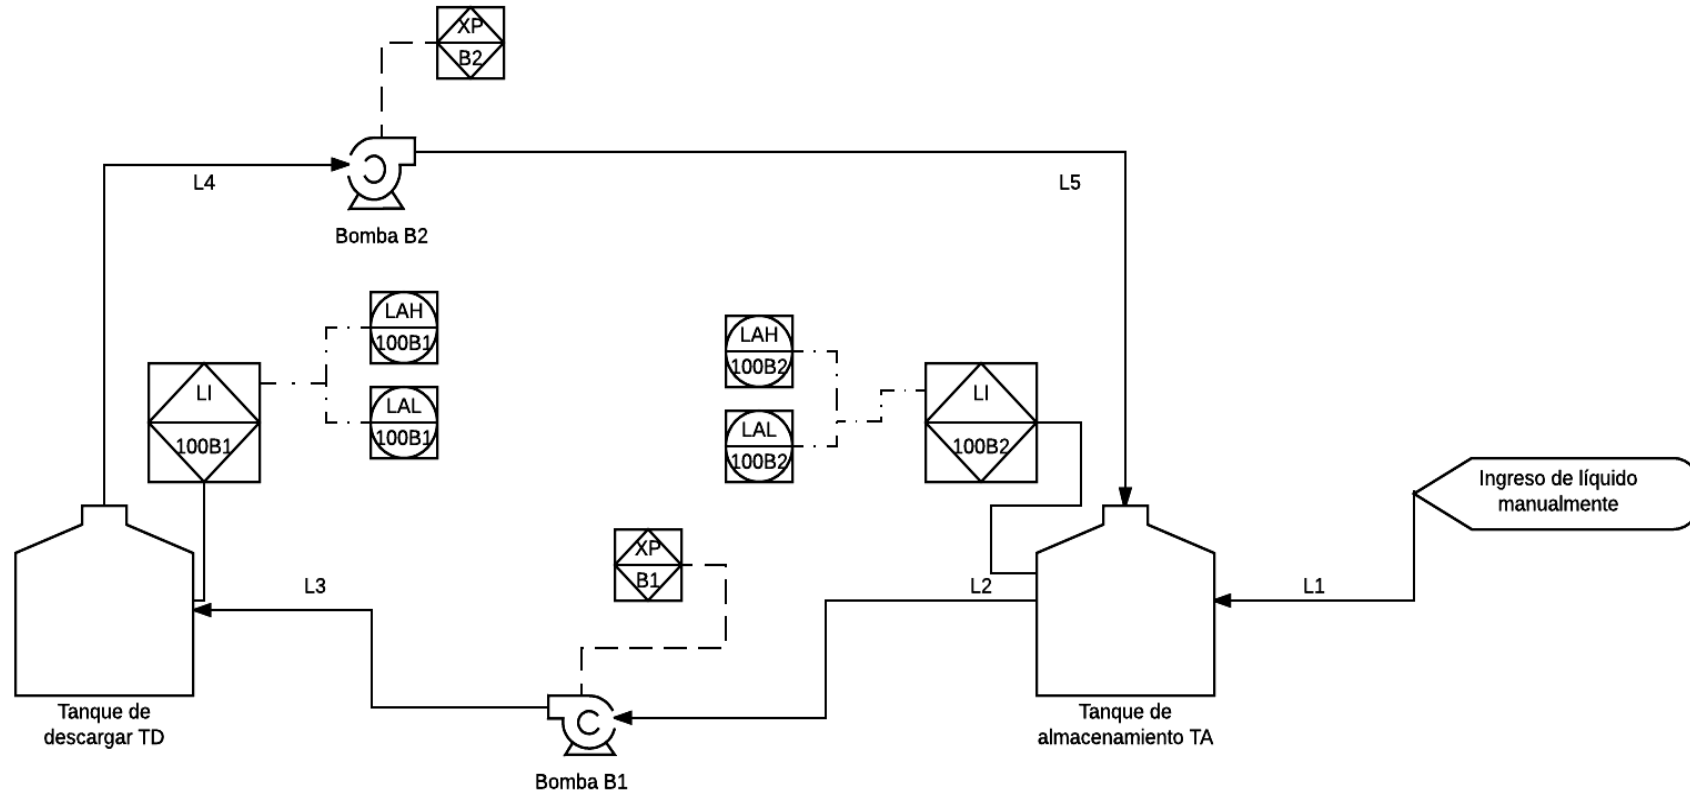 XP
B2
L4
L5
Bomba B2
LAH
100B1
LAH
100B2
LI
100B1
LAL
100B1
LAL
100B2
LI
100B2
Ingreso de líquido
manualmente
XP
B1
L3
L2
L1
Tanque de
descargar TD
Tanque de
almacenamiento TA
Bomba B1